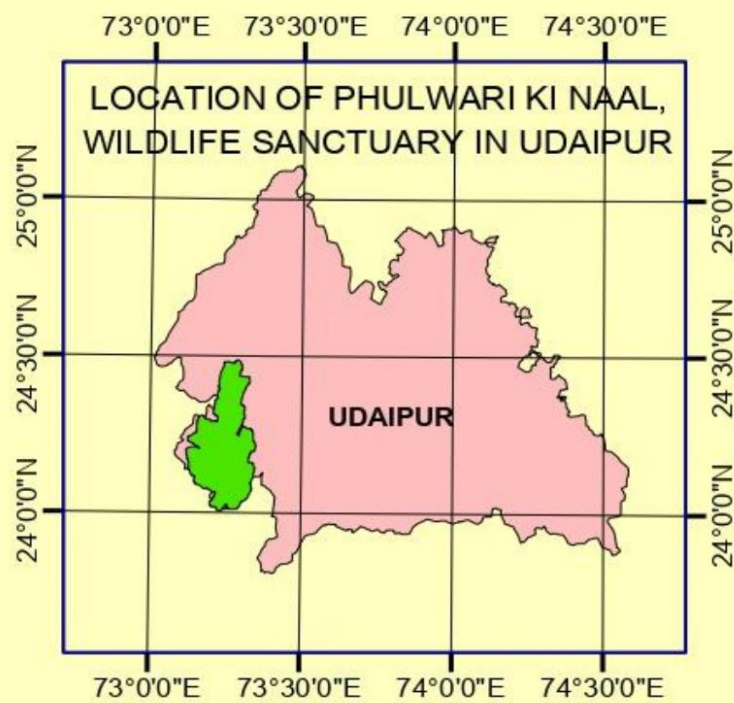 73°0'0"E 73°30'0"E 74°0'0"E 74°30'0"E
LOCATION OF PHULWARI KI NAAL,
WILDLIFE SANCTUARY IN UDAIPUR
25°0'0"N 25°0'0"N
24°30'0"N 24°30'0"N
UDAIPUR
24°0'0"N 24°0'0"N
73°0'0"E 73°30'0"E 74°0'0"E 74°30'0"E